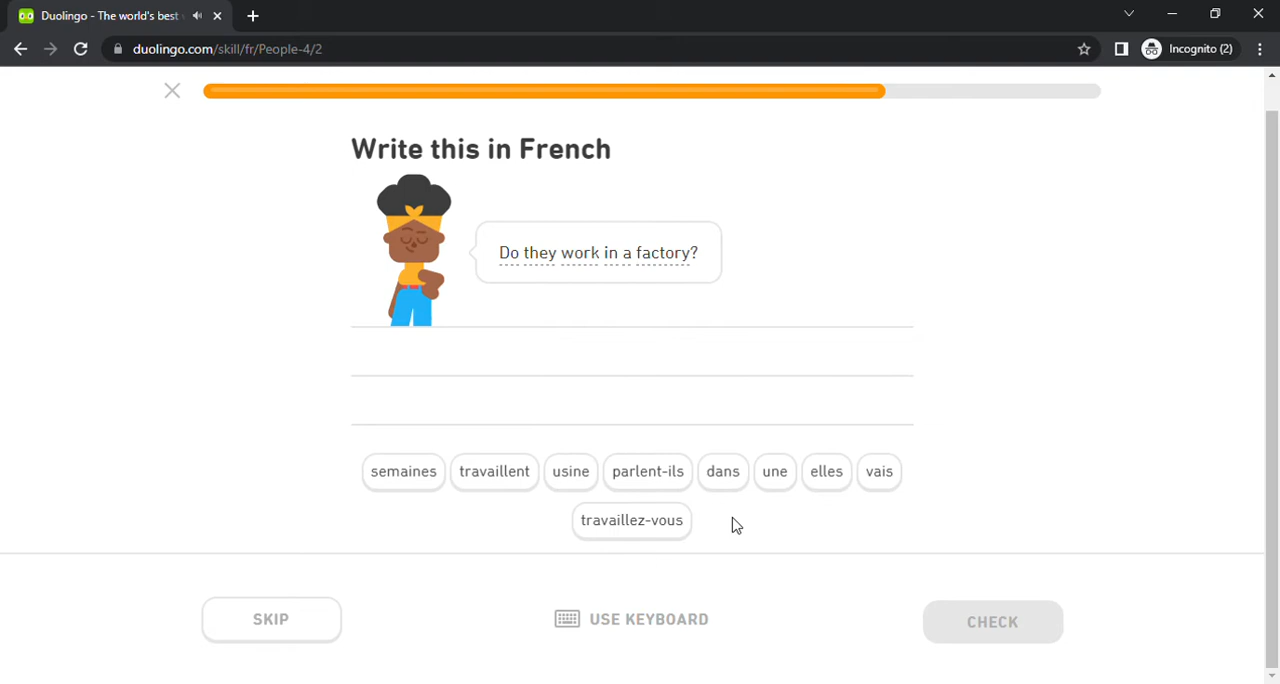 Duolingo - The world's best
duolingo.com/skill/fr/People-4/2
Incognito (2)
Write this in French
Do they work in a factory?
semaines travaillent usine parlent-ils dans une elles vais
travaillez-vous
SKIP
USE KEYBOARD
CHECK